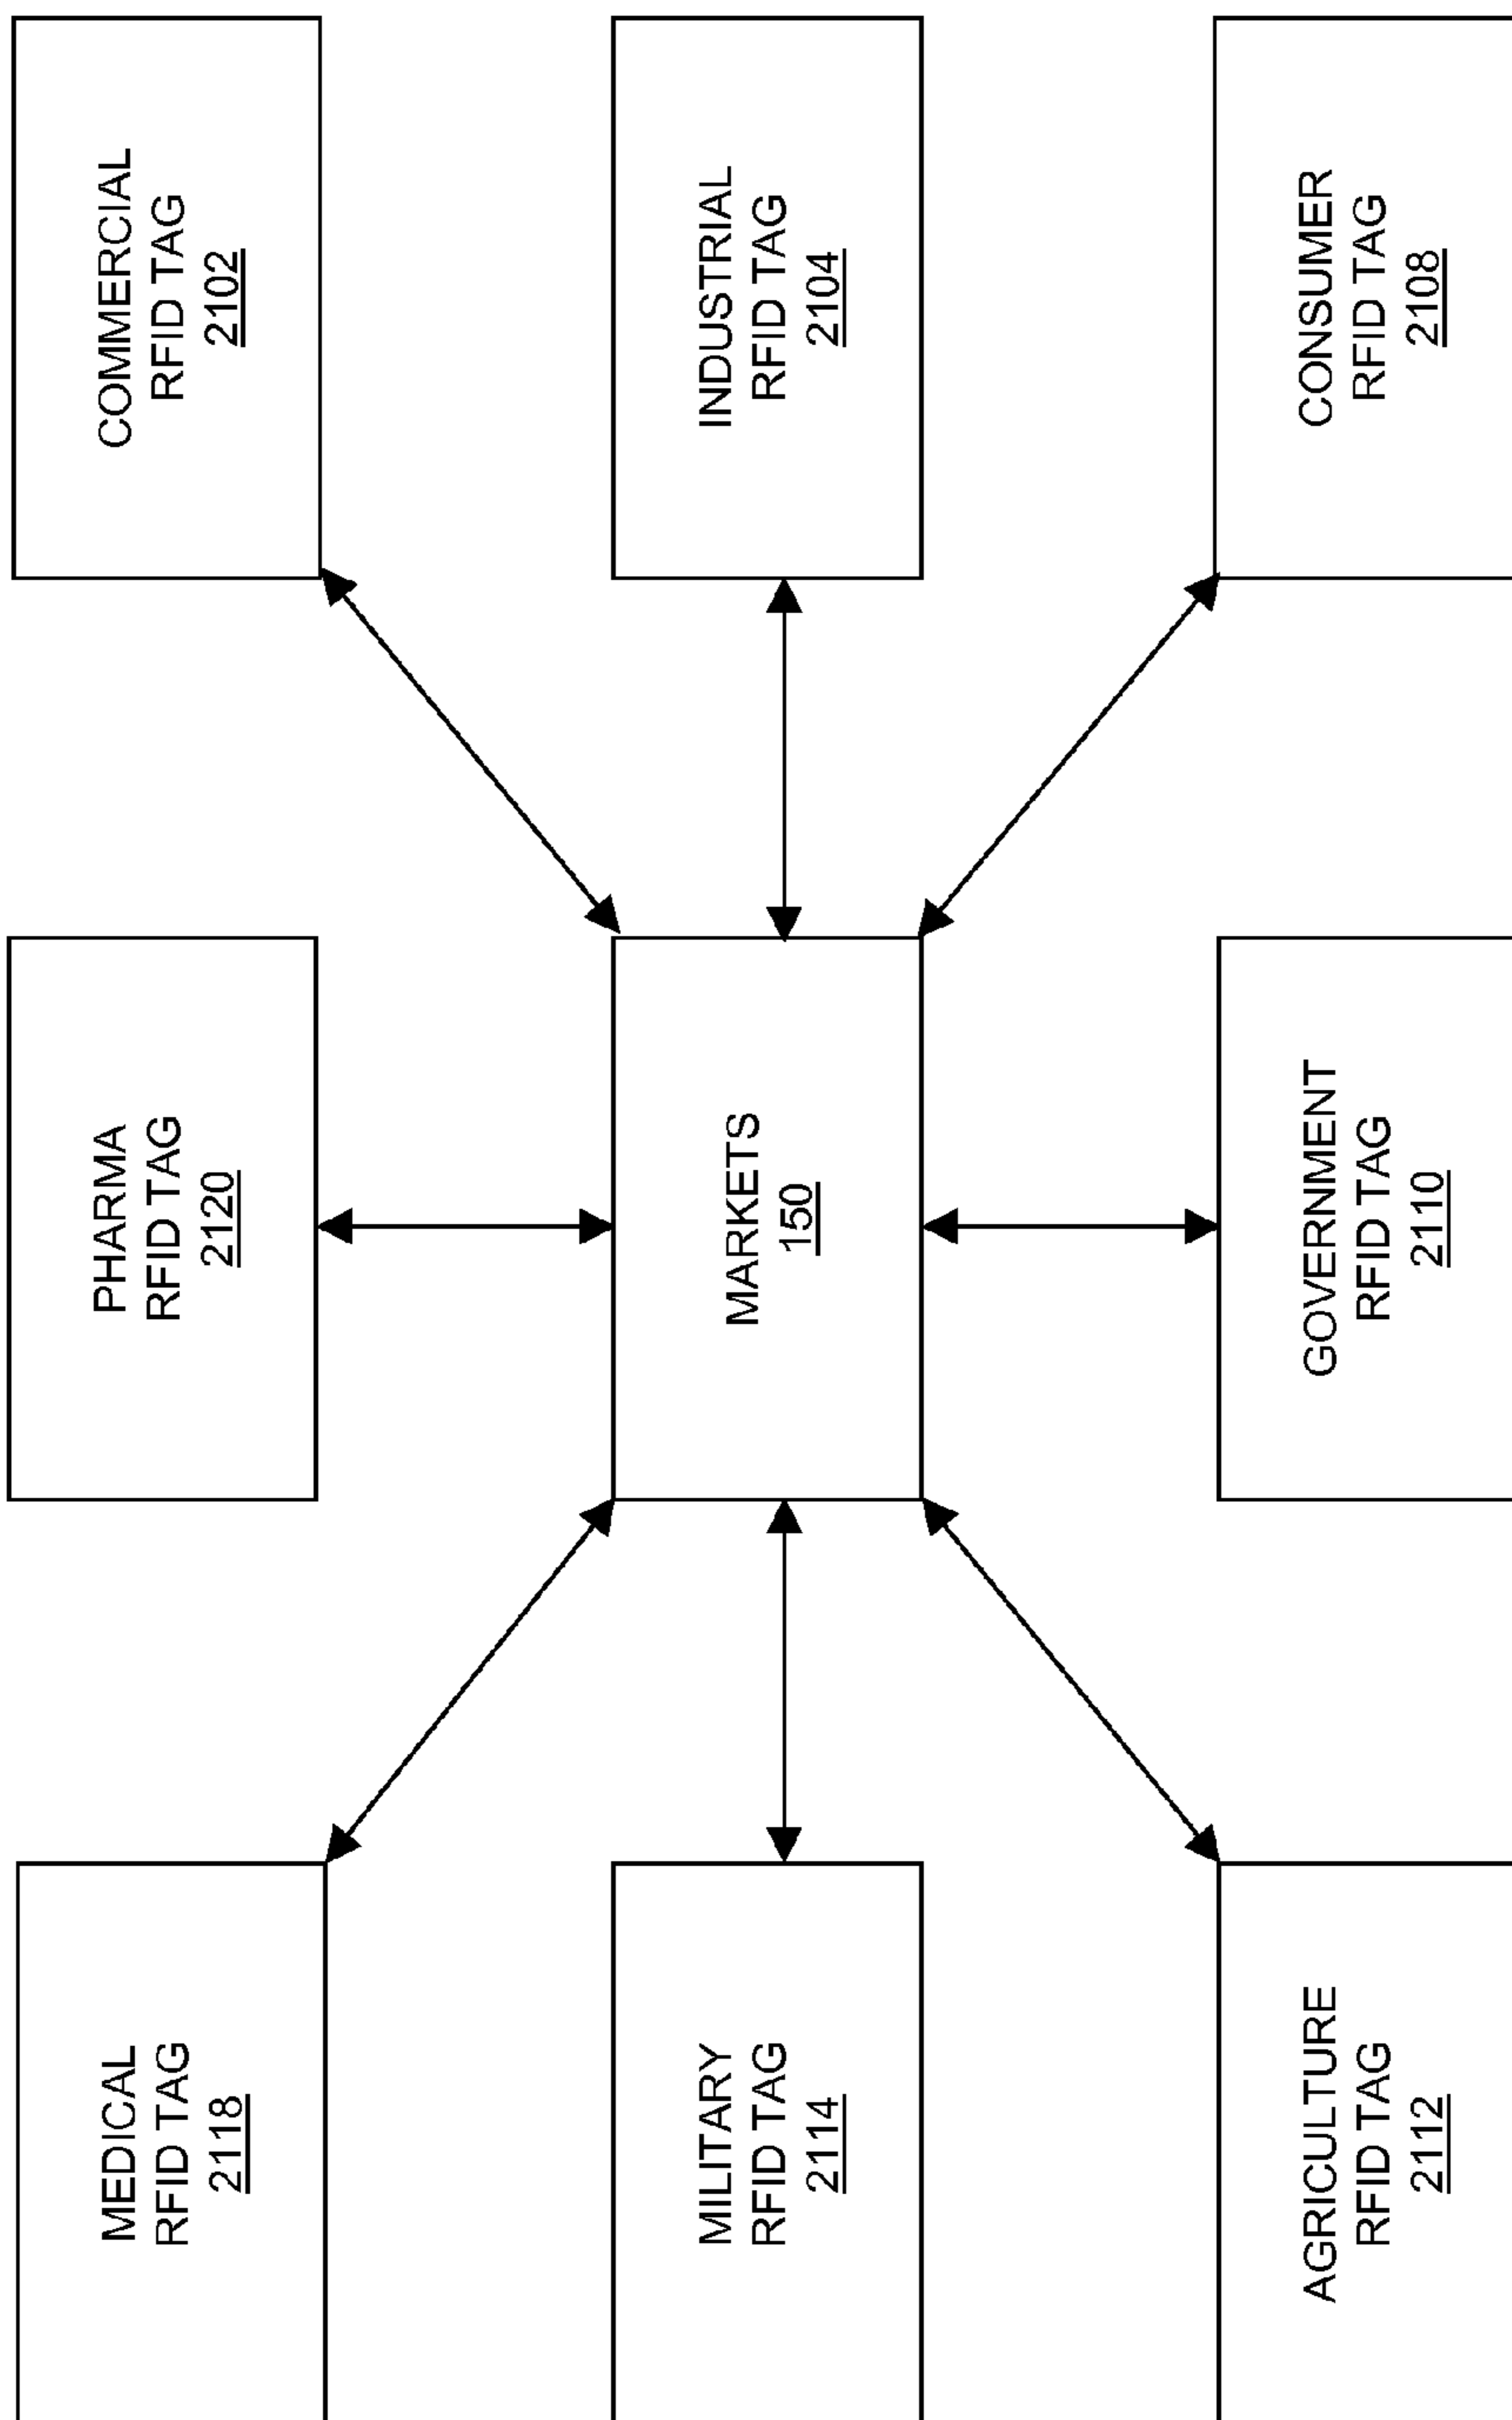 MEDICAL
RFID TAG
2118
PHARMA
RFID TAG
2120
COMMERCIAL
RFID TAG
2102
MILITARY
RFID TAG
2114
MARKETS
150
INDUSTRIAL
RFID TAG
2104
AGRICULTURE
RFID TAG
2112
GOVERNMENT
RFID TAG
2110
CONSUMER
RFID TAG
2108